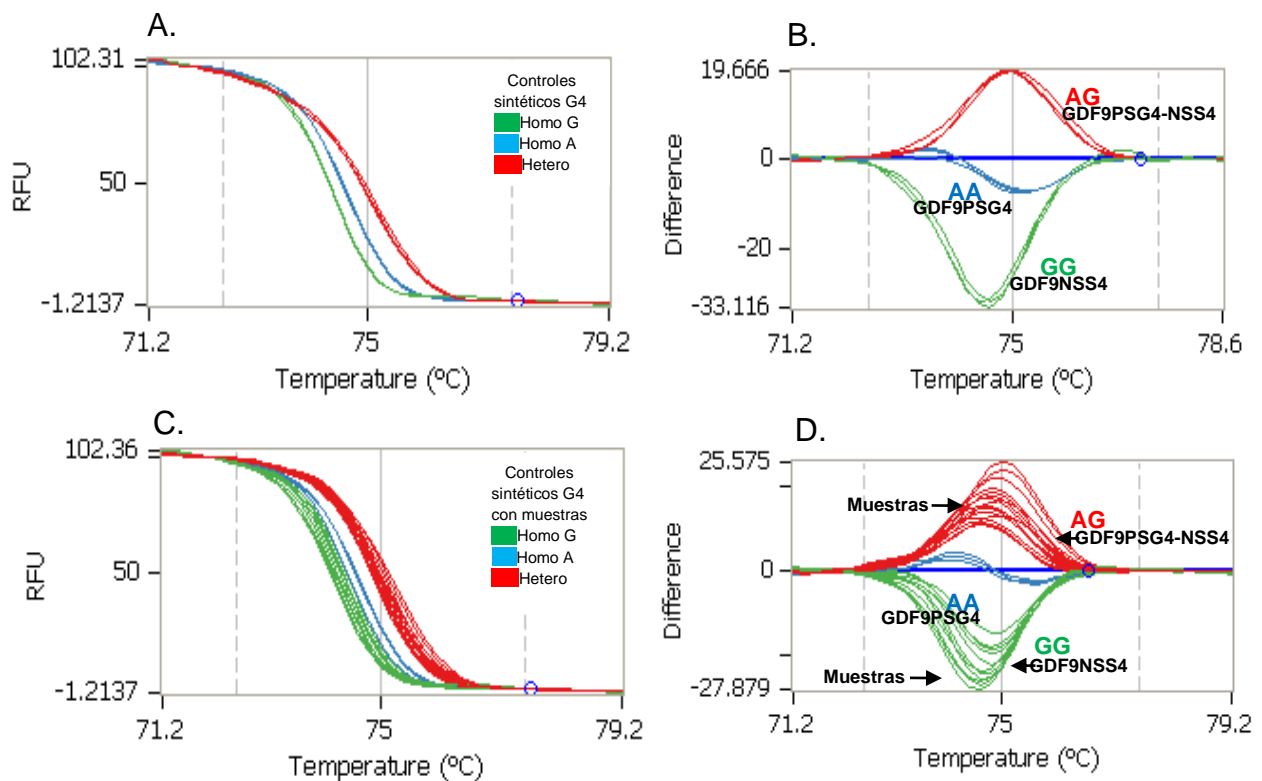 A.
102.31
50
-1.2137
RFU
71.2
75
79.2
Temperature (ºC)
Controles
sintéticos G4
Homo G
Homo A
Hetero
B.
19.666
0
-20
-33.116
Difference
71.2
75
78.6
Temperature (ºC)
AG
GDF9PSG4-NSS4
AA
GDF9PSG4
GG
GDF9NSS4
C.
102.36
50
-1.2137
RFU
71.2
75
79.2
Temperature (ºC)
Controles
sintéticos G4
con muestras
Homo G
Homo A
Hetero
D.
25.575
0
-27.879
Difference
71.2
75
79.2
Temperature (ºC)
Muestras
AG
GDF9PSG4-NSS4
AA
GDF9PSG4
GG
GDF9NSS4
Muestras